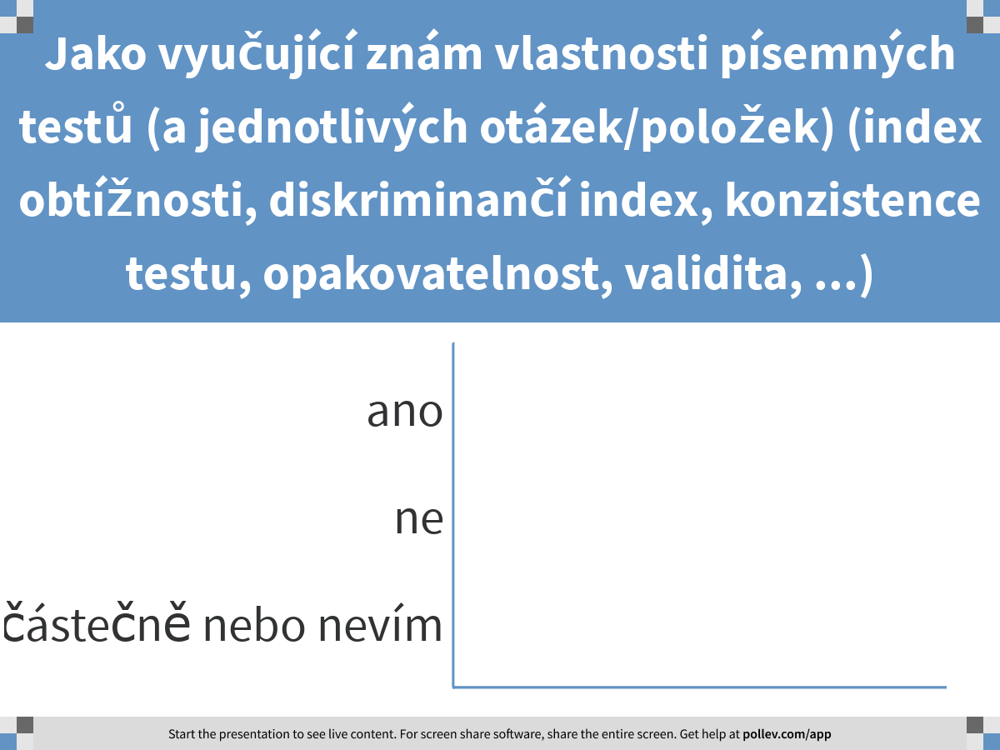 Jako vyučující znám vlastnosti písemných
testů (a jednotlivých otázek/položek) (index
obtížnosti, diskriminančí index, konzistence
testu, opakovatelnost, validita, ...)
ano
ne
částečně nebo nevím
Start the presentation to see live content. For screen share software, share the entire screen. Get help at pollev.com/app